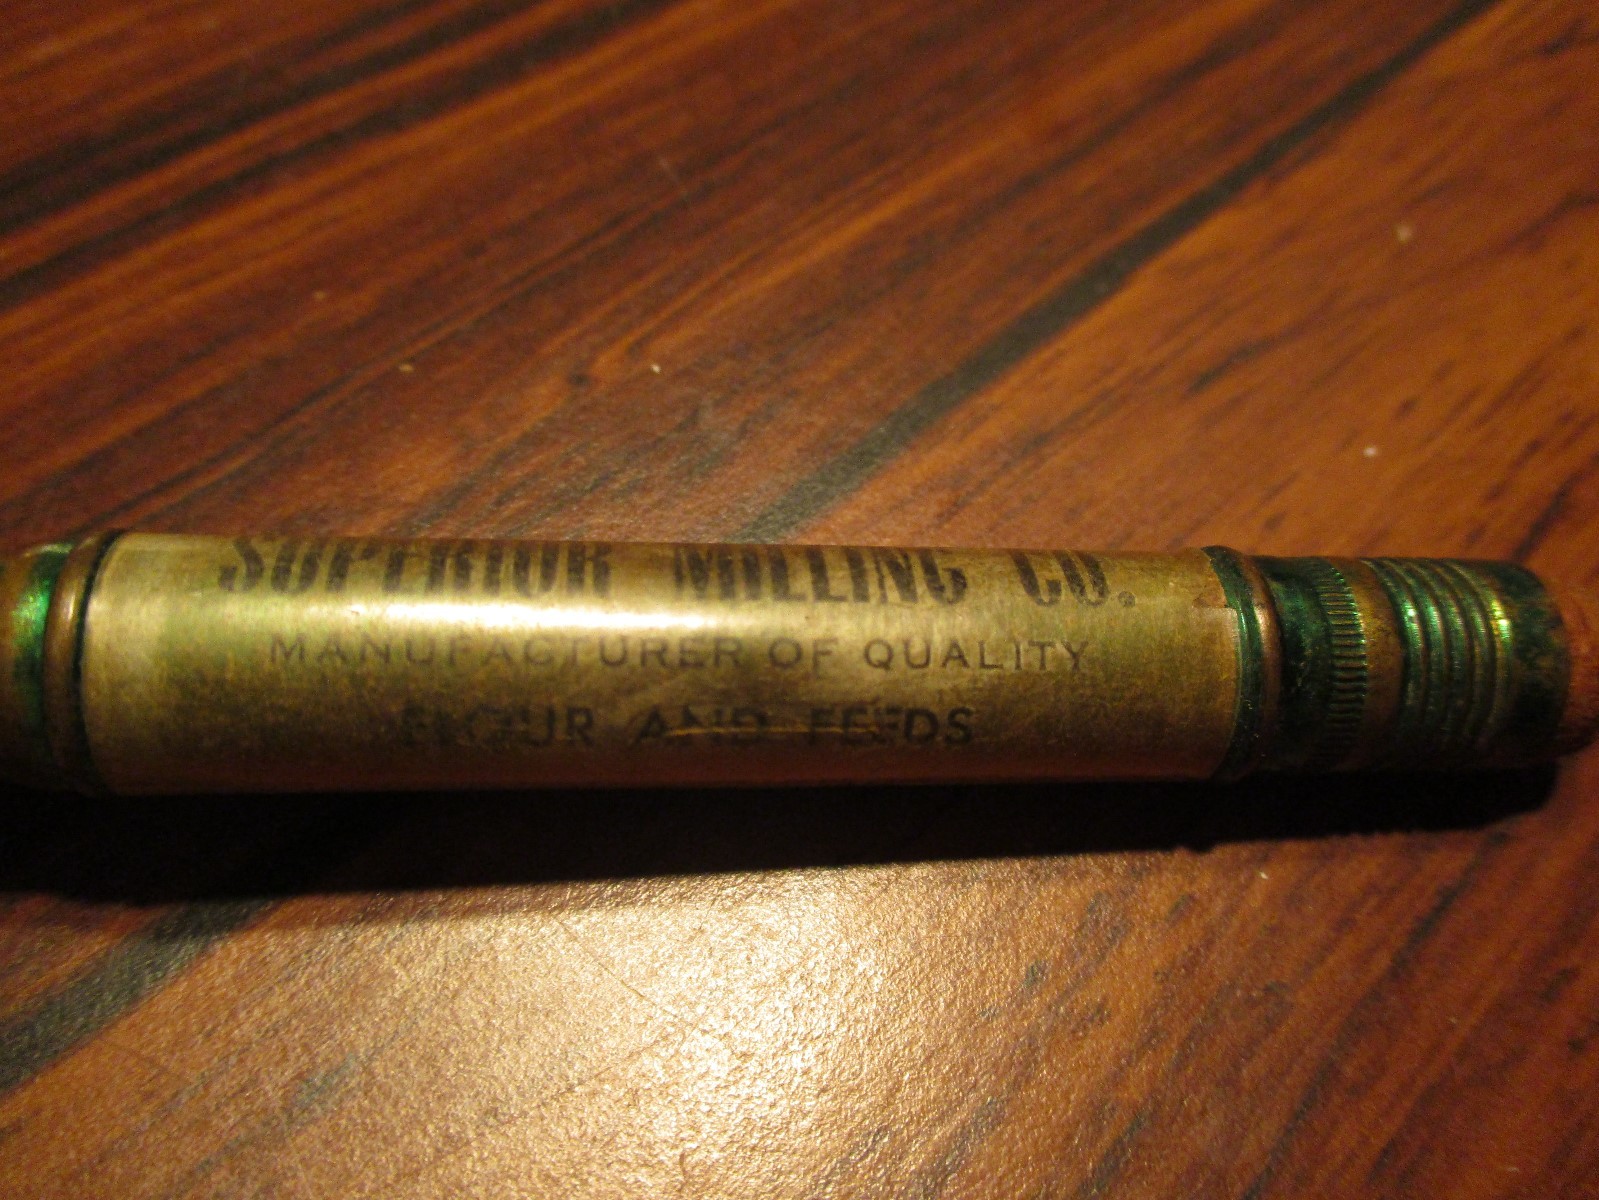 SUPERIOR MILLING CO.
MANUFACTURER OF QUALITY
FLOUR AND FEEDS